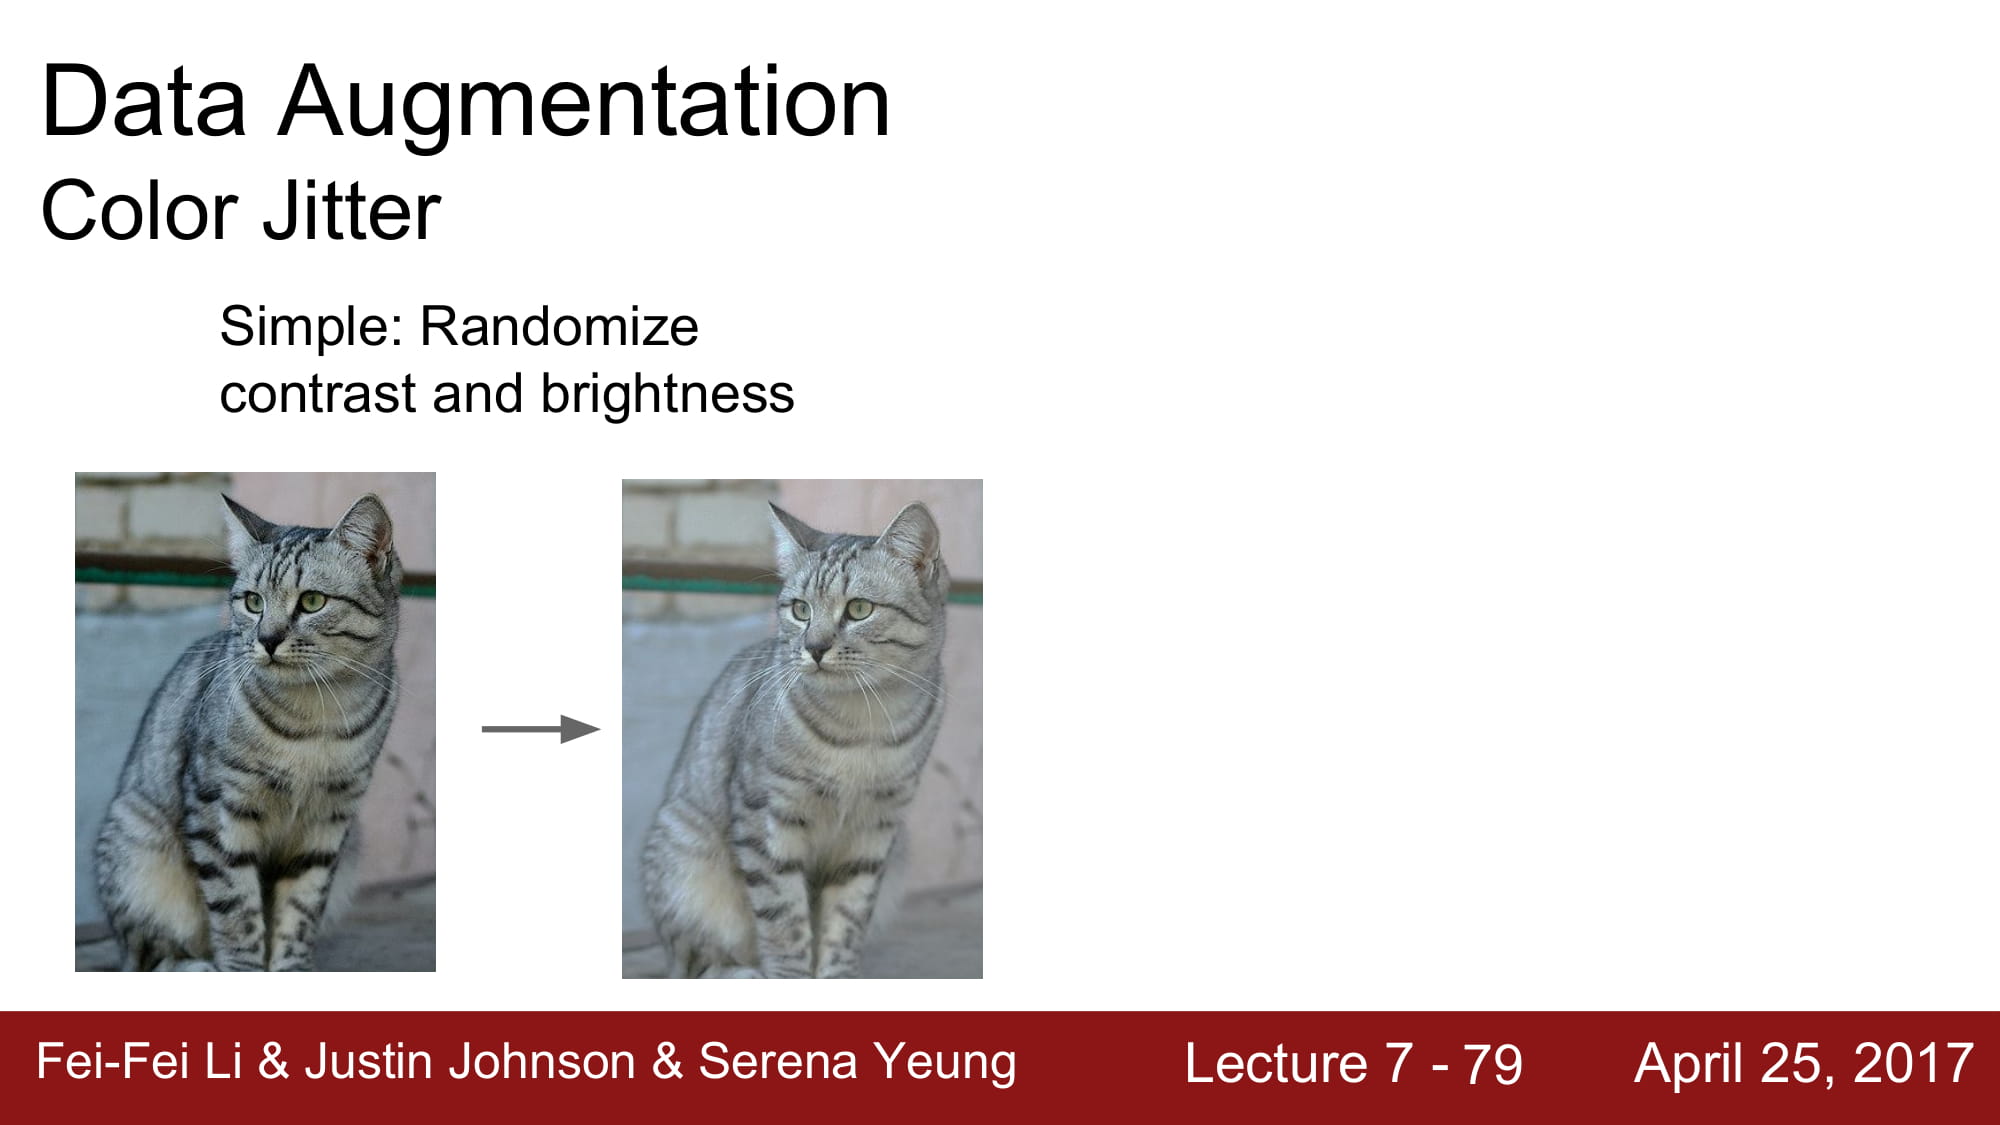 Data Augmentation
Color Jitter
Simple: Randomize
contrast and brightness
Fei-Fei Li & Justin Johnson & Serena Yeung Lecture 7 - 79 April 25, 2017